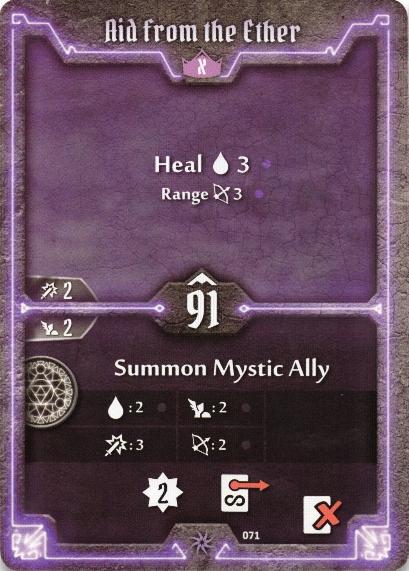 Aid from the Ether
X
Heal 3
Range 3
2
91
2
Summon Mystic Ally
:2 :2
:3 :2
2
S
071